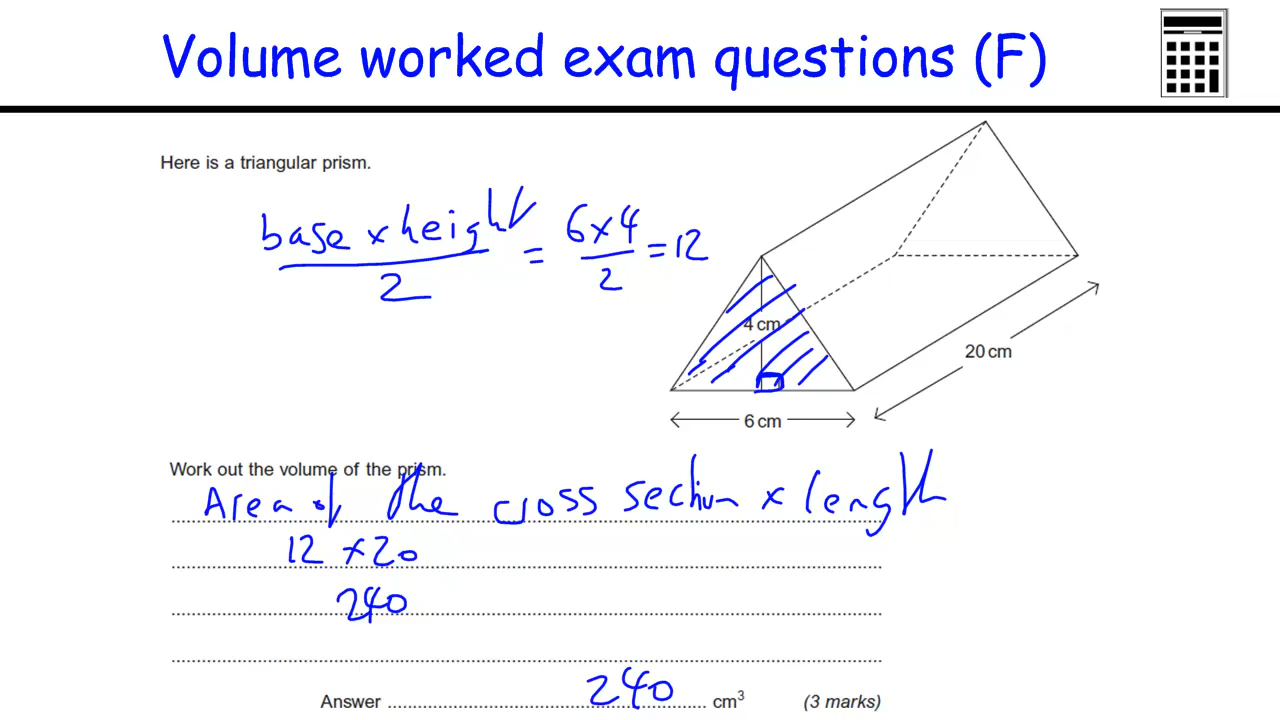 Volume worked exam questions (F)
Here is a triangular prism.
base × height
2
= 6 × 4
2
= 12
4 cm
20 cm
6 cm
Work out the volume of the prism.
Area of the cross section × length
12 × 20
240
Answer 240 cm³ (3 marks)